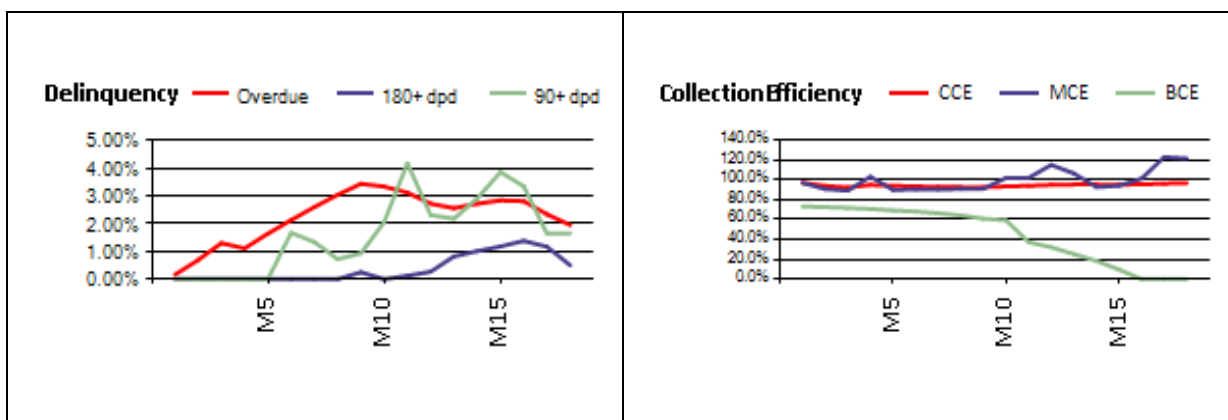 Delinquency Overdue 180+ dpd 90+ dpd
5.00%
4.00%
3.00%
2.00%
1.00%
0.00%
M5
M10
M15
Collection Efficiency CCE MCE BCE
140.0%
120.0%
100.0%
80.0%
60.0%
40.0%
20.0%
0.0%
M5
M10
M15